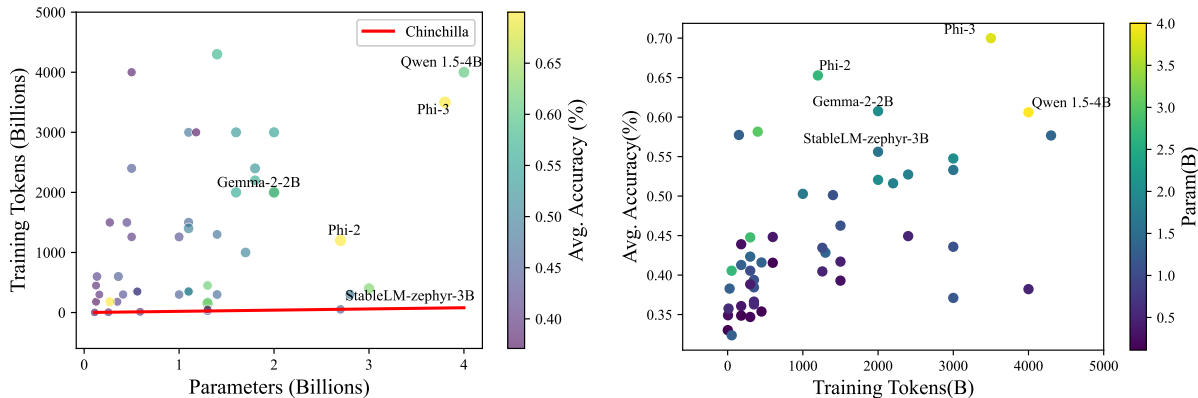 5000
4000
3000
2000
1000
0
Training Tokens (Billions)
Chinchilla
Qwen 1.5-4B
Phi-3
Gemma-2-2B
Phi-2
StableLM-zephyr-3B
0
1
2
3
4
Parameters (Billions)
0.65
0.60
0.55
0.50
0.45
0.40
Avg. Accuracy (%)
0.70
0.65
0.60
0.55
0.50
0.45
0.40
0.35
Avg. Accuracy(%)
Phi-3
Phi-2
Gemma-2-2B
Qwen 1.5-4B
StableLM-zephyr-3B
0
1000
2000
3000
4000
5000
Training Tokens(B)
4.0
3.5
3.0
2.5
2.0
1.5
1.0
0.5
Param(B)